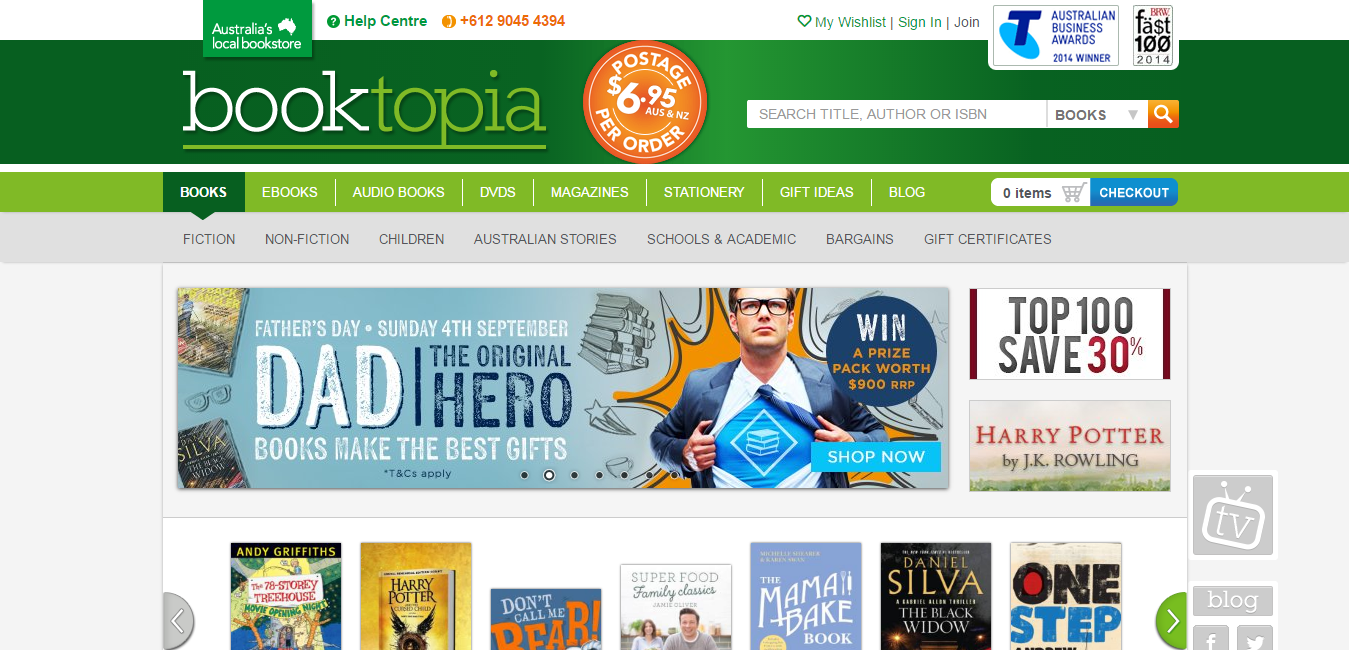 Australia's
local bookstore
? Help Centre
+612 9045 4394
My Wishlist | Sign In | Join
AUSTRALIAN
BUSINESS
AWARDS
2014 WINNER
BRW.
fast
100
2014
booktopia
POSTAGE
$6.95
AUS & NZ
PER ORDER
SEARCH TITLE, AUTHOR OR ISBN
BOOKS
BOOKS
EBOOKS
AUDIO BOOKS
DVDS
MAGAZINES
STATIONERY
GIFT IDEAS
BLOG
0 items
CHECKOUT
FICTION
NON-FICTION
CHILDREN
AUSTRALIAN STORIES
SCHOOLS & ACADEMIC
BARGAINS
GIFT CERTIFICATES
FATHER'S DAY • SUNDAY 4TH SEPTEMBER
DAD
THE ORIGINAL
HERO
BOOKS MAKE THE BEST GIFTS
*T&Cs apply
SILVA
THE BLACK
WIDOW
WIN
A PRIZE
PACK WORTH
$900 RRP
SHOP NOW
TOP 100
SAVE 30%
HARRY POTTER
by J.K. ROWLING
tv
ANDY GRIFFITHS
The 78-STOREY
TREEHOUSE
MOVIE OPENING NIGHT
HARRY
POTTER
CURSED CHILD
DON'T
CALL ME
BEAR!
SUPER FOOD
Family classics
JAMIE OLIVER
THE
MAMA
BAKE
BOOK
DANIEL
SILVA
A GABRIEL ALLON THRILLER
THE BLACK
WIDOW
ONE
STEP
blog
f